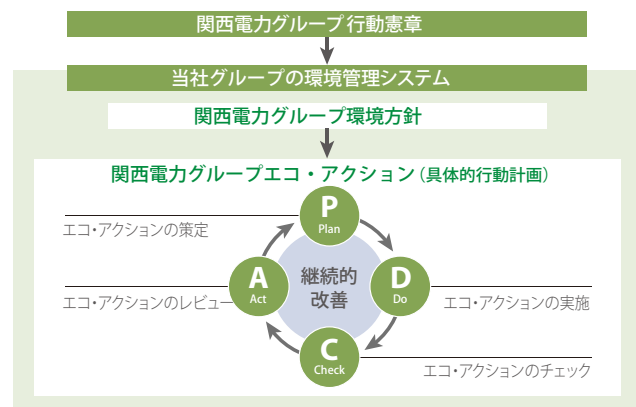 関西電力グループ 行動憲章
当社グループの環境管理システム
関西電力グループ環境方針
関西電力グループエコ・アクション（具体的行動計画）
P
Plan
エコ・アクションの策定
A
Act
継続的
改善
D
Do
エコ・アクションのレビュー
エコ・アクションの実施
C
Check
エコ・アクションのチェック